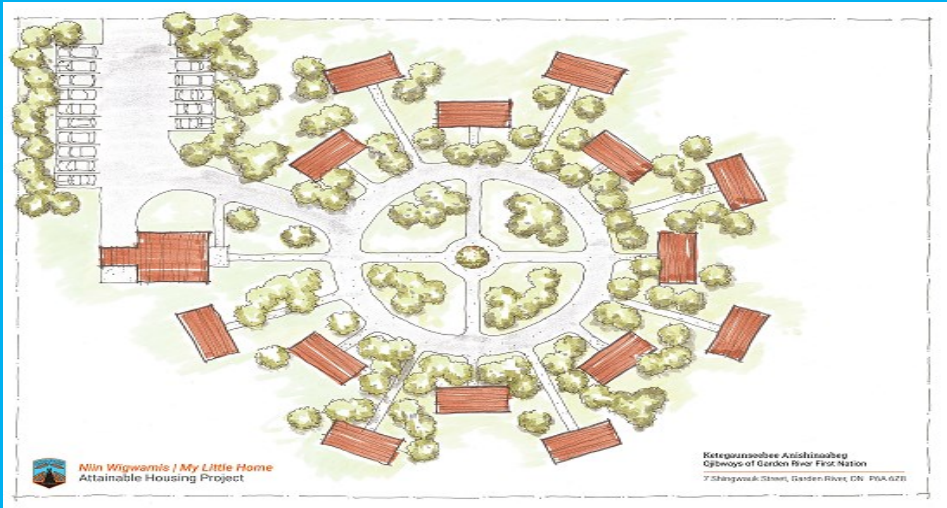 Niin Wigwamis | My Little Home
Attainable Housing Project
Ketegaunseebee Anishinaabeg
Ojibways of Garden River First Nation
7 Shingwauk Street, Garden River, ON P6A 6Z8